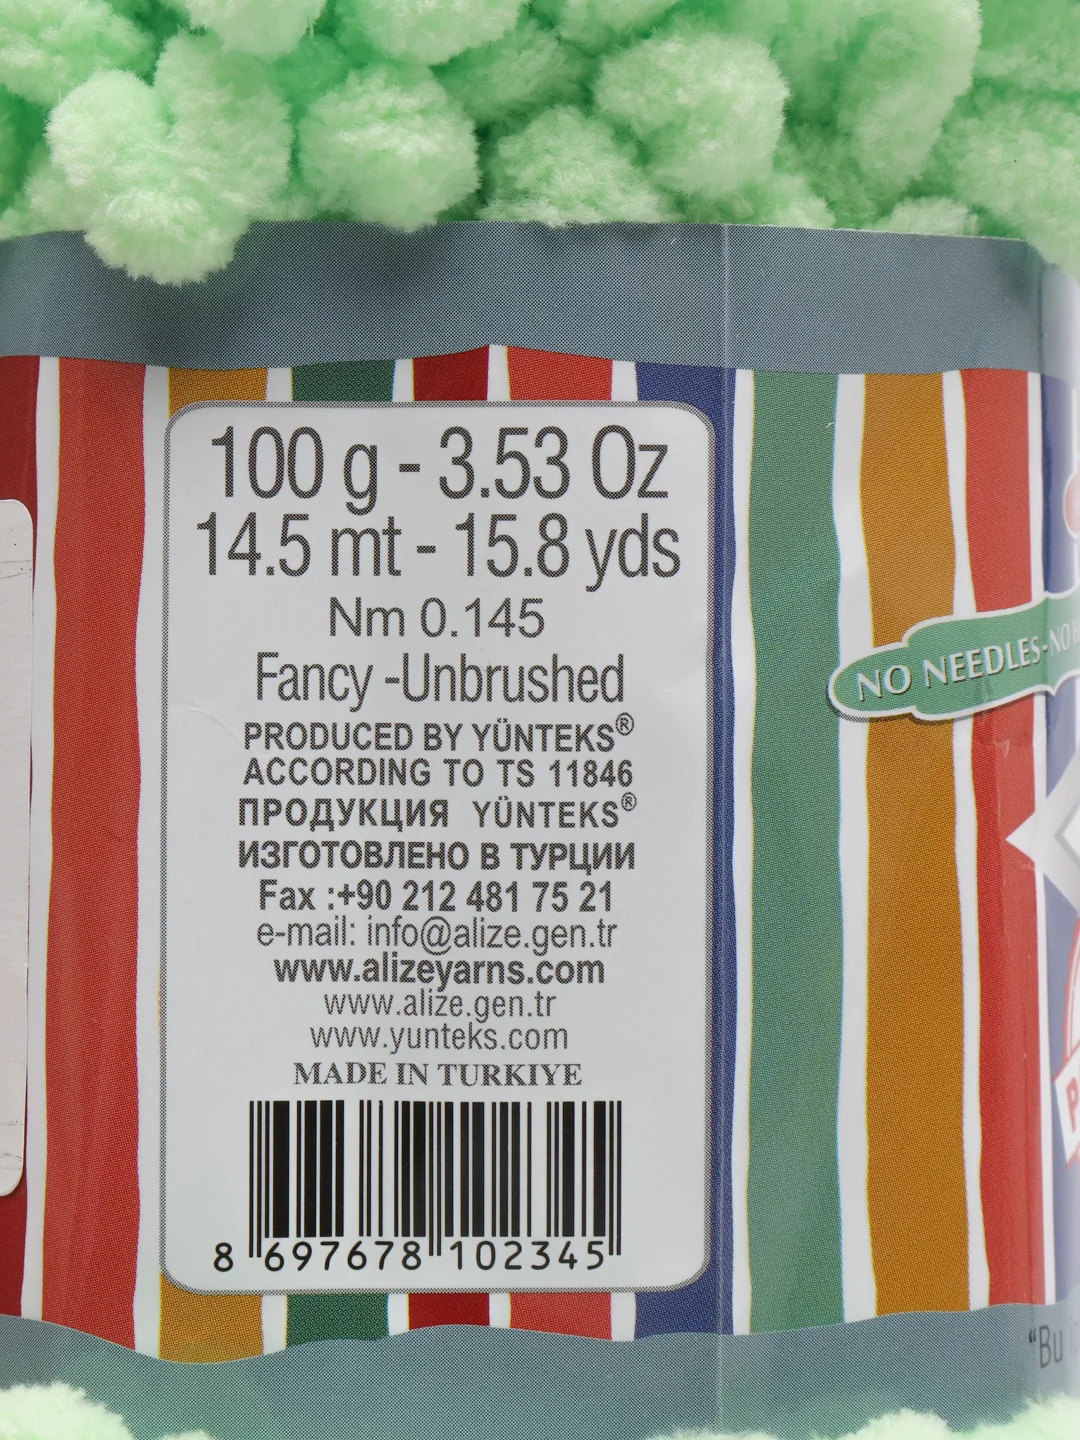 100 g - 3.53 Oz
14.5 mt - 15.8 yds
Nm 0.145
Fancy -Unbrushed
PRODUCED BY YÜNTEKS®
ACCORDING TO TS 11846
ПРОДУКЦИЯ YÜNTEKS®
ИЗГОТОВЛЕНО В ТУРЦИИ
Fax :+90 212 481 75 21
e-mail: info@alize.gen.tr
www.alizeyarns.com
www.alize.gen.tr
www.yunteks.com
MADE IN TURKIYE
8 697678 102345
NO NEEDLES-NO
“Bu